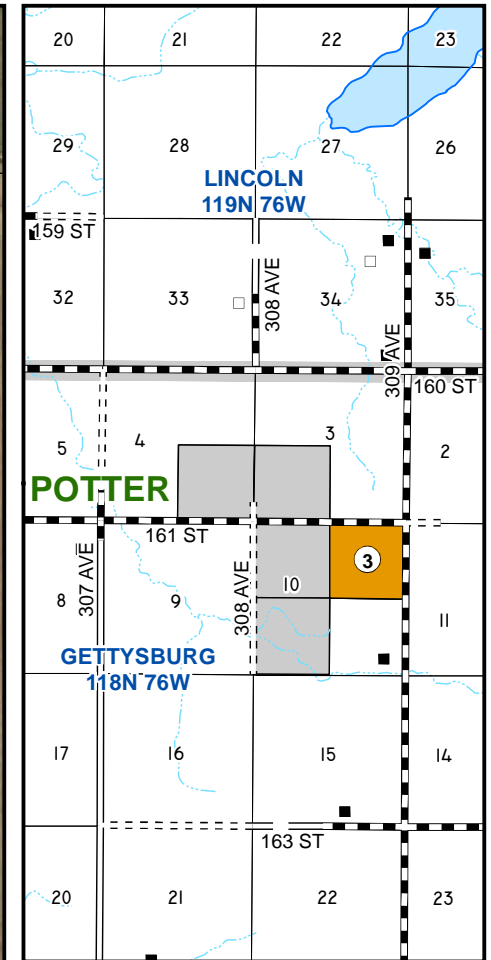 20
21
22
23
29
28
27
26
LINCOLN
119N 76W
159 ST
32
33
308 AVE
34
35
309 AVE
160 ST
5
4
3
2
POTTER
161 ST
307 AVE
8
9
308 AVE
10
3
11
GETTYSBURG
118N 76W
17
16
15
14
163 ST
20
21
22
23